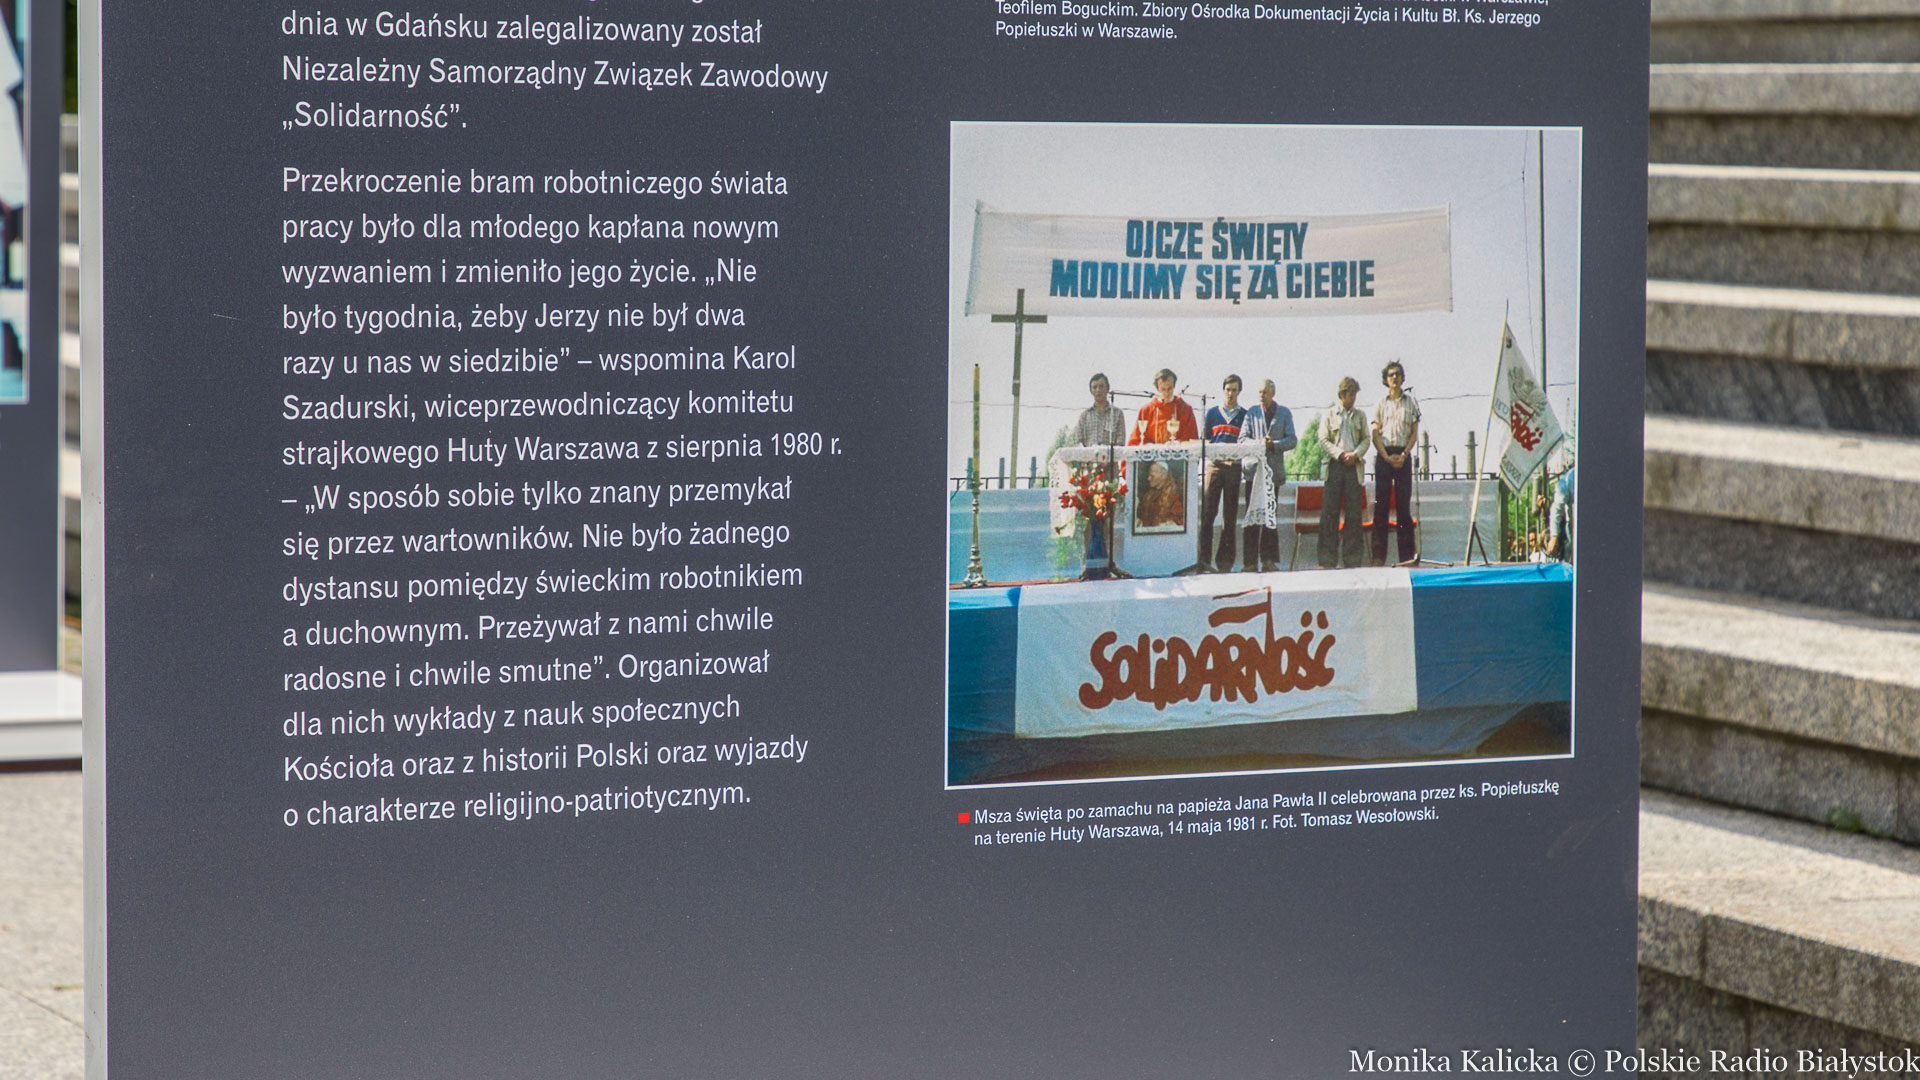 dnia w Gdańsku zalegalizowany został
Niezależny Samorządny Związek Zawodowy
„Solidarność”.
Przekroczenie bram robotniczego świata
pracy było dla młodego kapłana nowym
wyzwaniem i zmieniło jego życie. „Nie
było tygodnia, żeby Jerzy nie był dwa
razy u nas w siedzibie” – wspomina Karol
Szadurski, wiceprzewodniczący komitetu
strajkowego Huty Warszawa z sierpnia 1980 r.
– „W sposób sobie tylko znany przemykał
się przez wartowników. Nie było żadnego
dystansu pomiędzy świeckim robotnikiem
a duchownym. Przeżywał z nami chwile
radosne i chwile smutne”. Organizował
dla nich wykłady z nauk społecznych
Kościoła oraz z historii Polski oraz wyjazdy
o charakterze religijno-patriotycznym.
Teofilem Boguckim. Zbiory Ośrodka Dokumentacji Życia i Kultu Bł. Ks. Jerzego
Popiełuszki w Warszawie.
OJCZE ŚWIĘTY
MODLIMY SIĘ ZA CIEBIE
SOLIDARNOŚĆ
Msza święta po zamachu na papieża Jana Pawła II celebrowana przez ks. Popiełuszkę
na terenie Huty Warszawa, 14 maja 1981 r. Fot. Tomasz Wesołowski.
Monika Kalicka © Polskie Radio Białystok